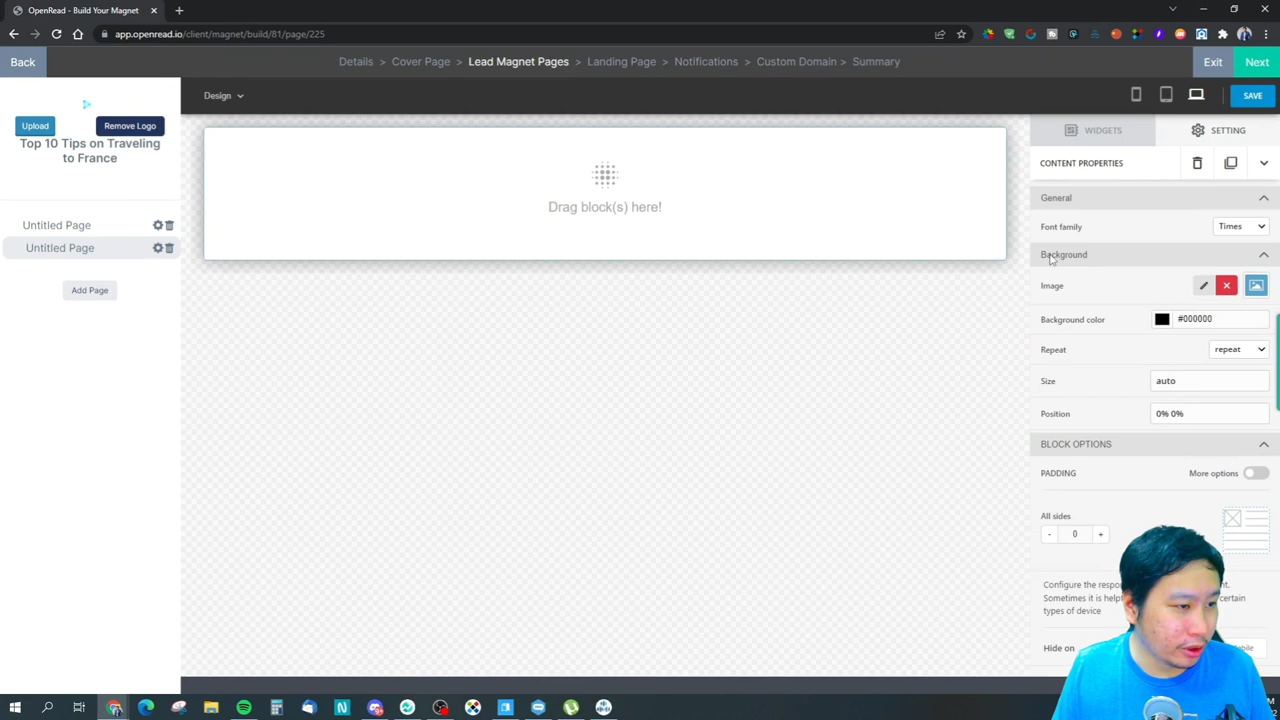 OpenRead - Build Your Magnet
app.openread.io/client/magnet/build/81/page/225
Back
Details > Cover Page > Lead Magnet Pages > Landing Page > Notifications > Custom Domain > Summary
Exit
Next
Design
SAVE
Upload
Remove Logo
Top 10 Tips on Traveling
to France
Untitled Page
Untitled Page
Add Page
Drag block(s) here!
WIDGETS
SETTING
CONTENT PROPERTIES
General
Font family
Times
Background
Image
Background color
#000000
Repeat
repeat
Size
auto
Position
0% 0%
BLOCK OPTIONS
PADDING
More options
All sides
- 0 +
Configure the
Sometimes it is
certain
types of device
Hide on